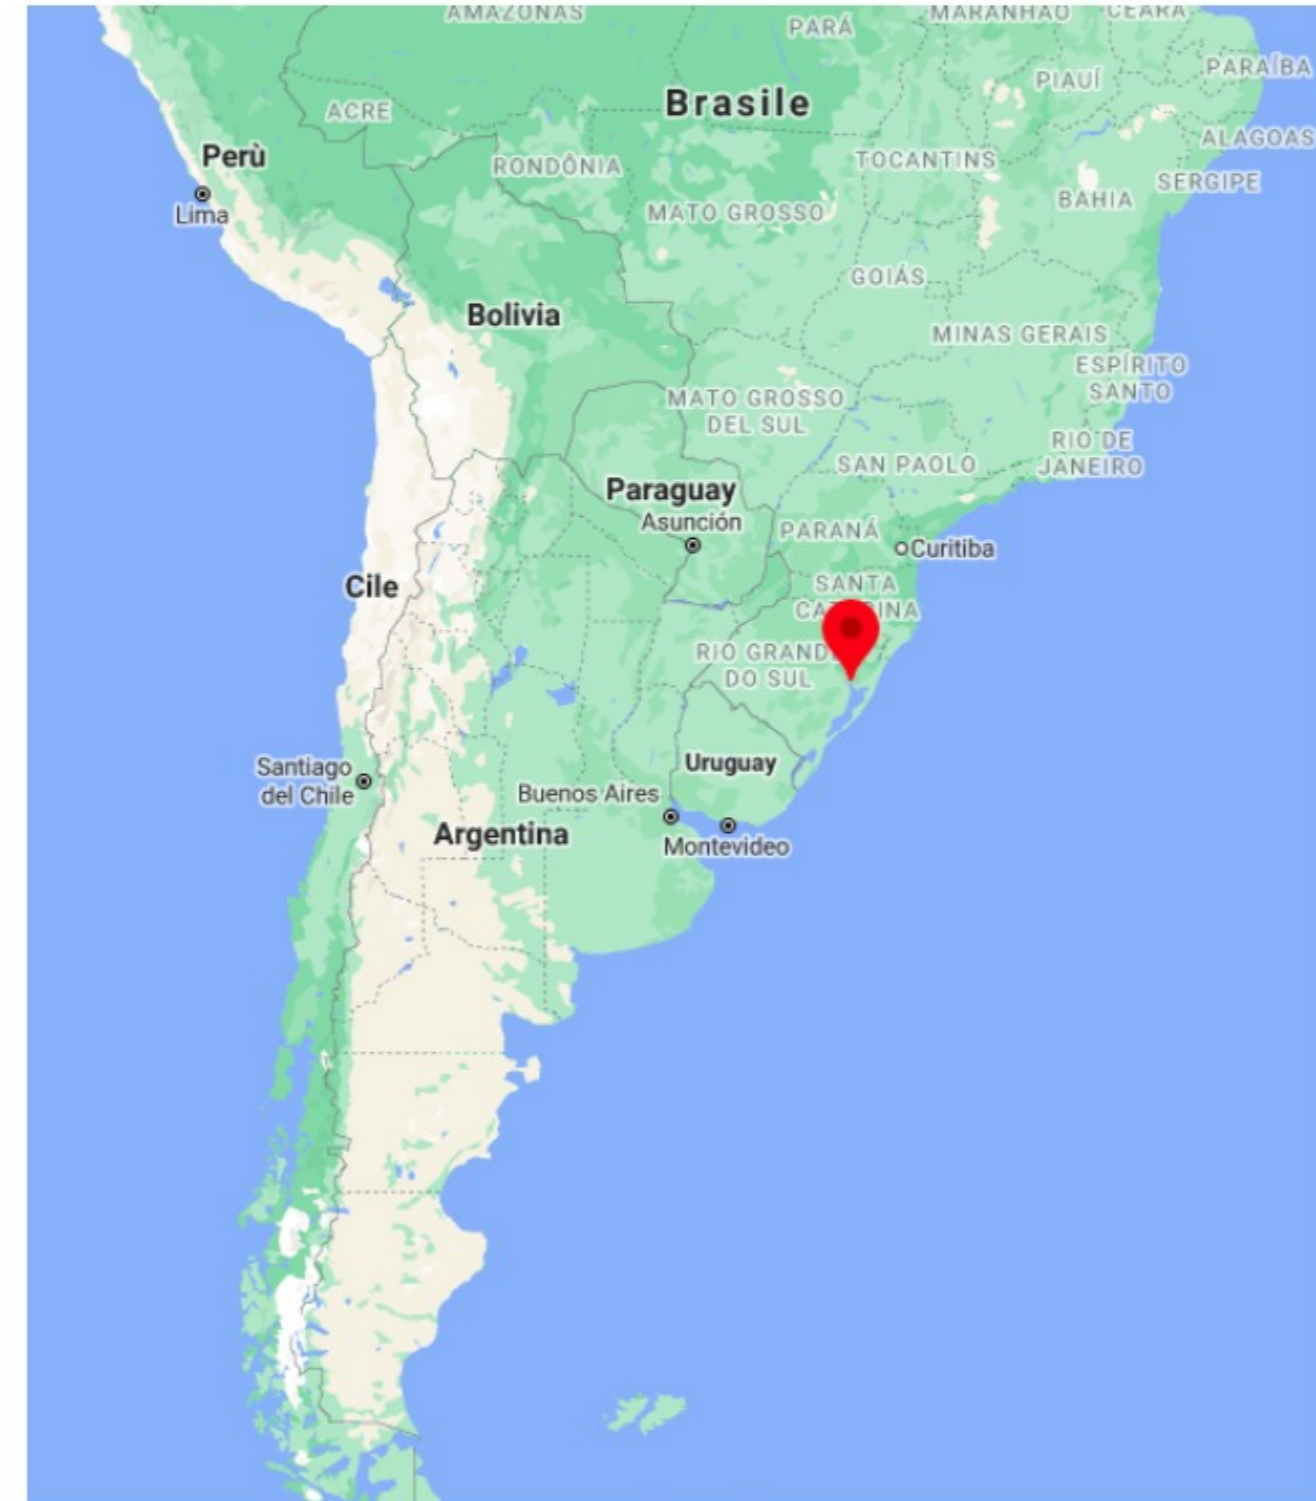 AMAZONAS
PARÁ
MARANHÃO
CEARÁ
PIAUÍ
PARAÍBA
Brasile
ACRE
ALAGOAS
Perù
RONDÔNIA
TOCANTINS
SERGIPE
Lima
MATO GROSSO
BAHIA
GOIÁS
Bolivia
MINAS GERAIS
ESPÍRITO
SANTO
MATO GROSSO
DEL SUL
RIO DE
JANEIRO
SAN PAOLO
Paraguay
Asunción
PARANÁ
Curitiba
Cile
SANTA
CATARINA
RIO GRANDE
DO SUL
Uruguay
Santiago
del Chile
Buenos Aires
Argentina
Montevideo